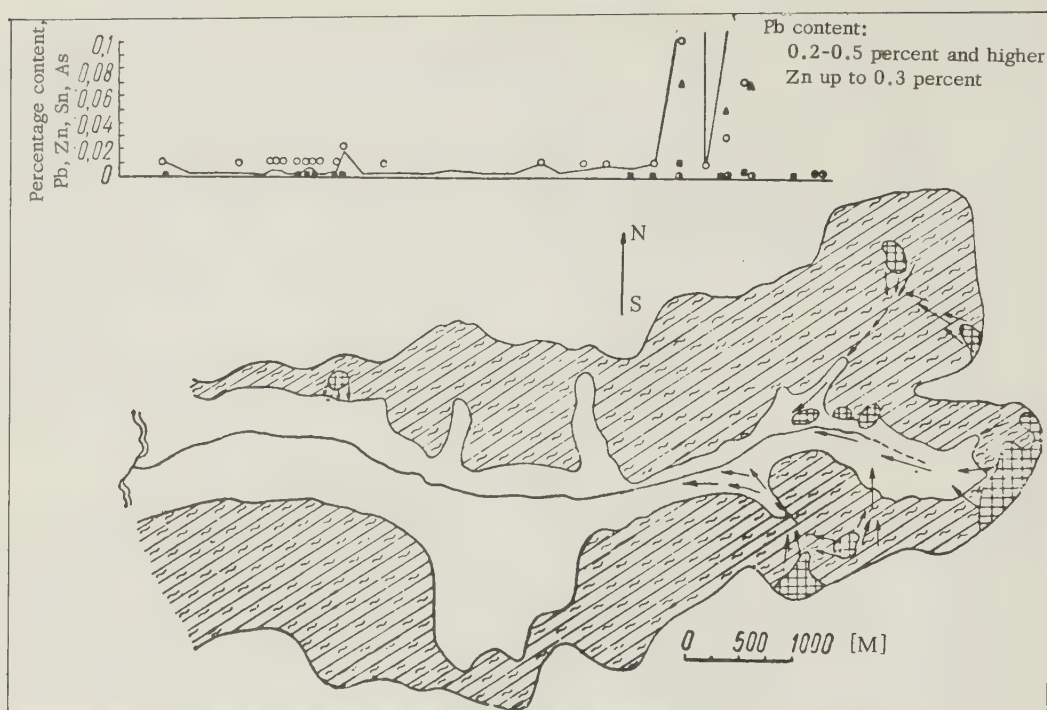 Percentage content,
Pb, Zn, Sn, As
0,1
0,08
0,06
0,04
0,02
0
Pb content:
0.2-0.5 percent and higher
Zn up to 0.3 percent
N
S
0 500 1000 [M]